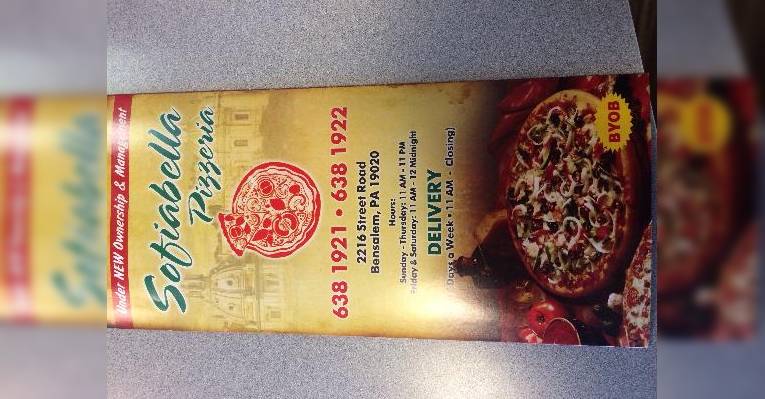 Under NEW Ownership & Management
Sofiabella
Pizzeria
638 1921 • 638 1922
2216 Street Road
Bensalem, PA 19020
Hours:
Sunday - Thursday: 11 AM - 11 PM
Friday & Saturday: 11 AM - 12 Midnight
DELIVERY
Days a Week • 11 AM - Closing)
BYOB